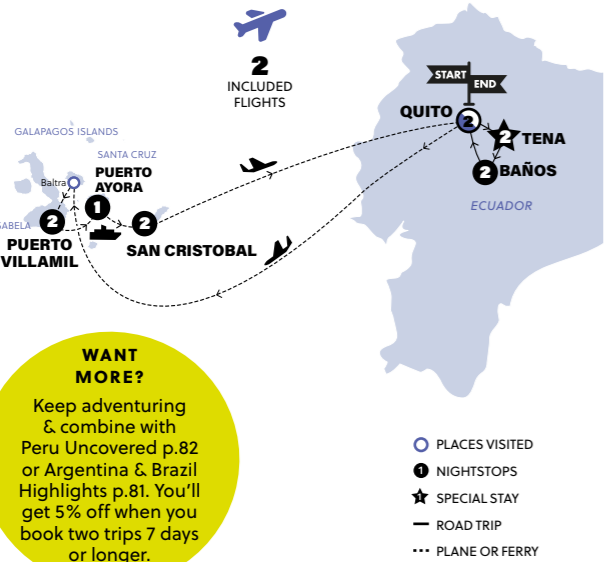 2
INCLUDED
FLIGHTS
START
END
QUITO
2
2
TENA
2
BAÑOS
ECUADOR
GALAPAGOS ISLANDS
SANTA CRUZ
Baltra
PUERTO
AYORA
1
ISABELA
2
PUERTO
VILLAMIL
2
SAN CRISTOBAL
WANT
MORE?
Keep adventuring
& combine with
Peru Uncovered p.82
or Argentina & Brazil
Highlights p.81. You’ll
get 5% off when you
book two trips 7 days
or longer.
PLACES VISITED
1 NIGHTSTOPS
1 SPECIAL STAY
ROAD TRIP
PLANE OR FERRY